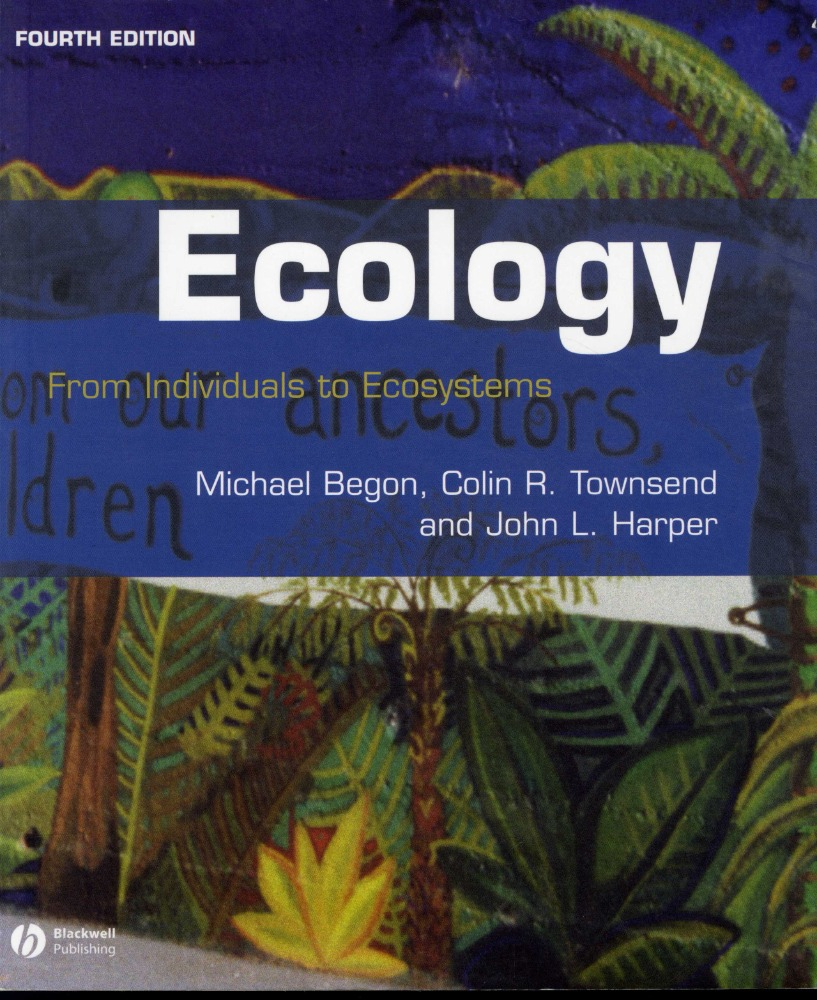 FOURTH EDITION
Ecology
From Individuals to Ecosystems
om our ancestors,
ldren
Michael Begon, Colin R. Townsend
and John L. Harper
Blackwell
Publishing